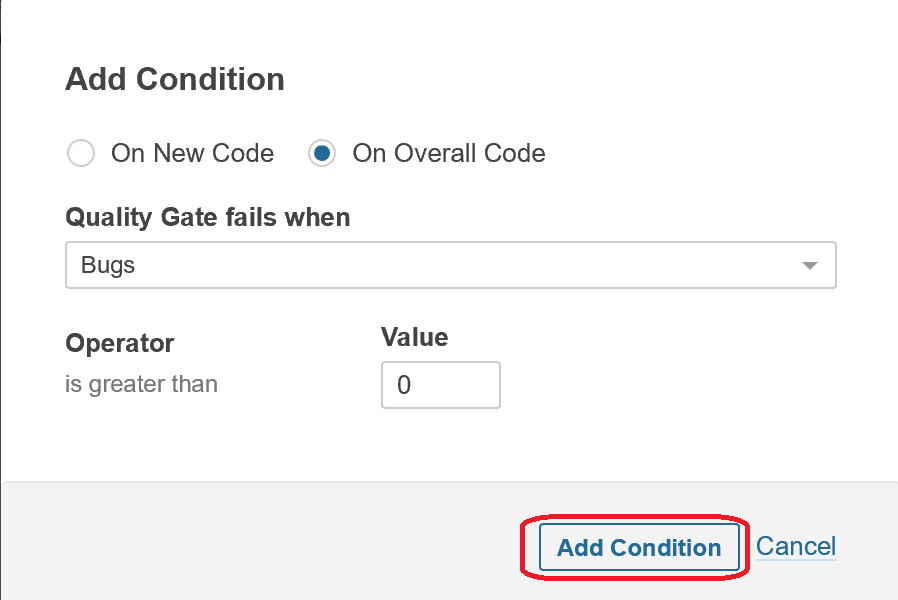 Add Condition
On New Code On Overall Code
Quality Gate fails when
Bugs
Operator Value
is greater than 0
Add Condition Cancel